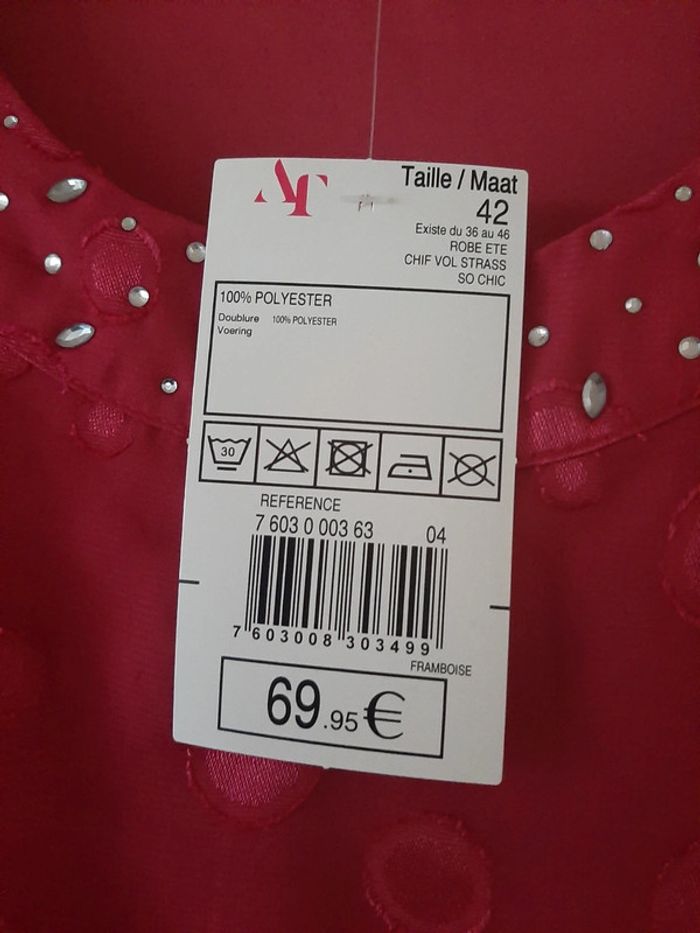 AT
Taille / Maat
42
Existe du 36 au 46
ROBE ETE
CHIF VOL STRASS
SO CHIC
100% POLYESTER
Doublure 100% POLYESTER
Voering
30
REFERENCE
7 603 0 003 63 04
7 603008 303499
FRAMBOISE
69.95€